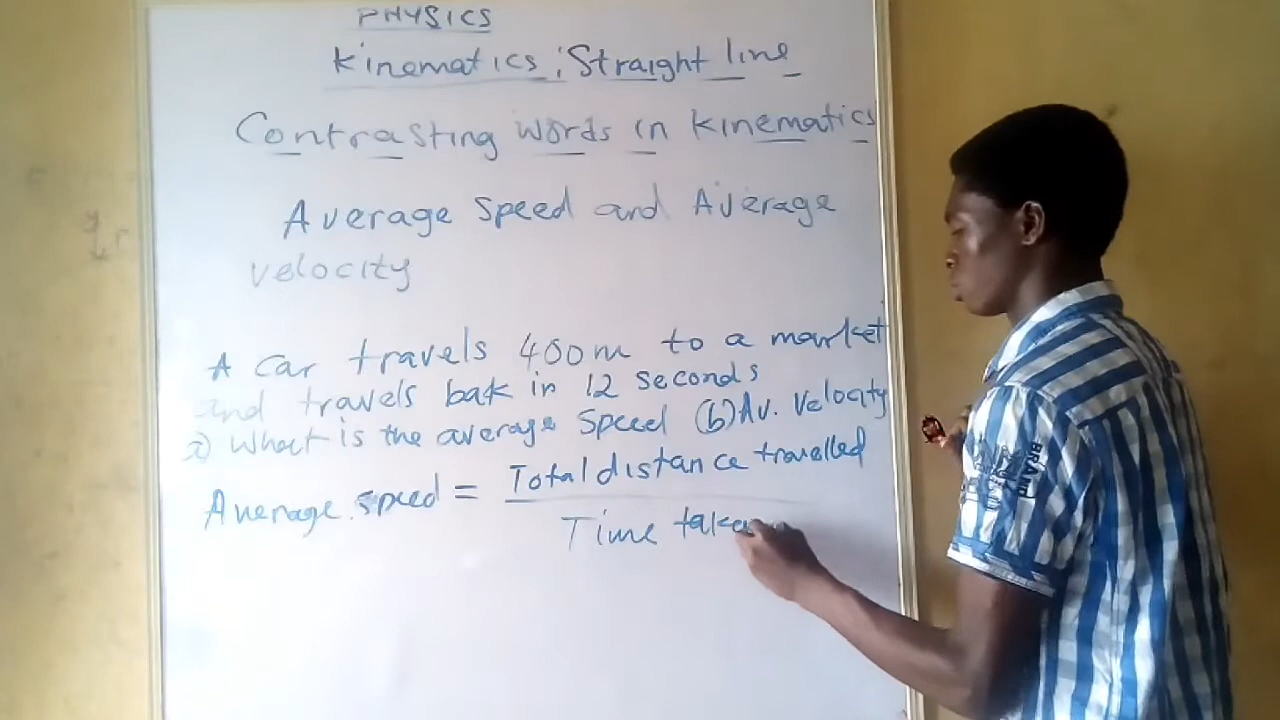 PHYSICS
Kinematics; Straight line
Contrasting words in kinematics
Average speed and Average
velocity
A car travels 400m to a market
and travels bak in 12 seconds
a) What is the average speed (b) Av. Velocity
Average speed = Total distance travelled
Time taken